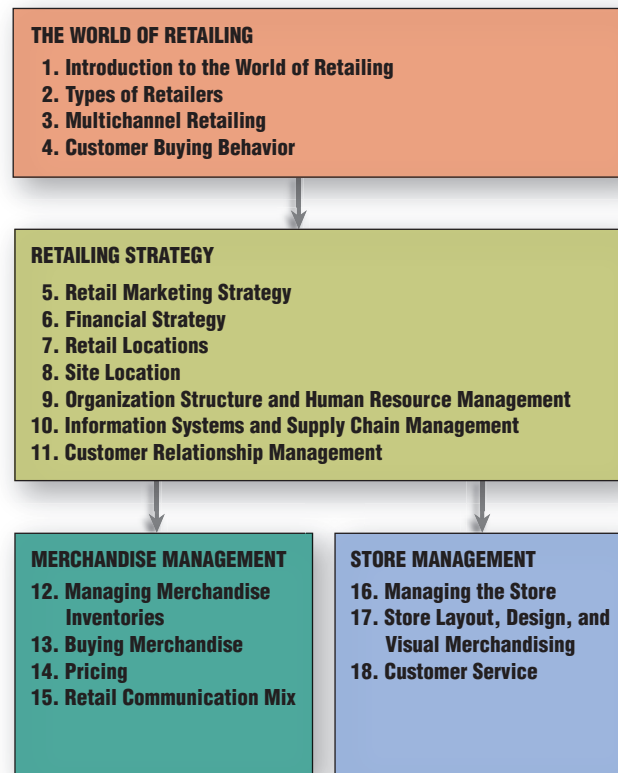 THE WORLD OF RETAILING
1. Introduction to the World of Retailing
2. Types of Retailers
3. Multichannel Retailing
4. Customer Buying Behavior
RETAILING STRATEGY
5. Retail Marketing Strategy
6. Financial Strategy
7. Retail Locations
8. Site Location
9. Organization Structure and Human Resource Management
10. Information Systems and Supply Chain Management
11. Customer Relationship Management
MERCHANDISE MANAGEMENT
12. Managing Merchandise
Inventories
13. Buying Merchandise
14. Pricing
15. Retail Communication Mix
STORE MANAGEMENT
16. Managing the Store
17. Store Layout, Design, and
Visual Merchandising
18. Customer Service